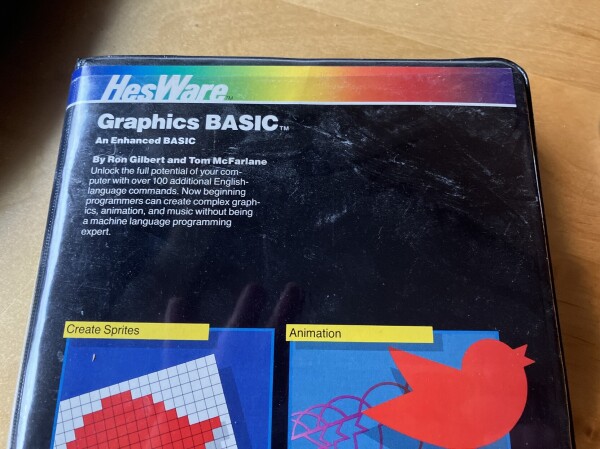 HesWare™
Graphics BASIC™
An Enhanced BASIC
By Ron Gilbert and Tom McFarlane
Unlock the full potential of your com-
puter with over 100 additional English-
language commands. Now beginning
programmers can create complex graph-
ics, animation, and music without being
a machine language programming
expert.
Create Sprites
Animation